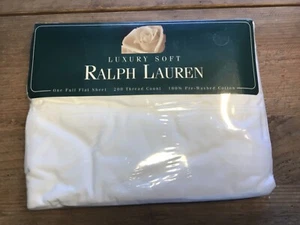 LUXURY SOFT
RALPH LAUREN
One Full Flat Sheet 200 Thread Count 100% Pre-Washed Cotton